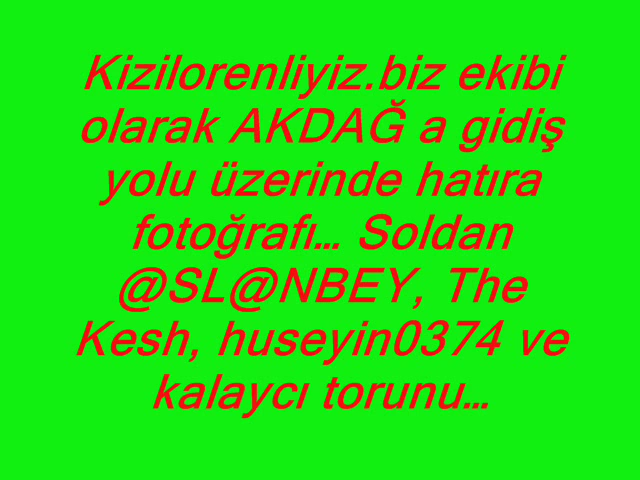 Kizilorenliyiz.biz ekibi
olarak AKDAĞ a gidiş
yolu üzerinde hatıra
fotoğrafı... Soldan
@SL@NBEY, The
Kesh, huseyin0374 ve
kalaycı torunu...